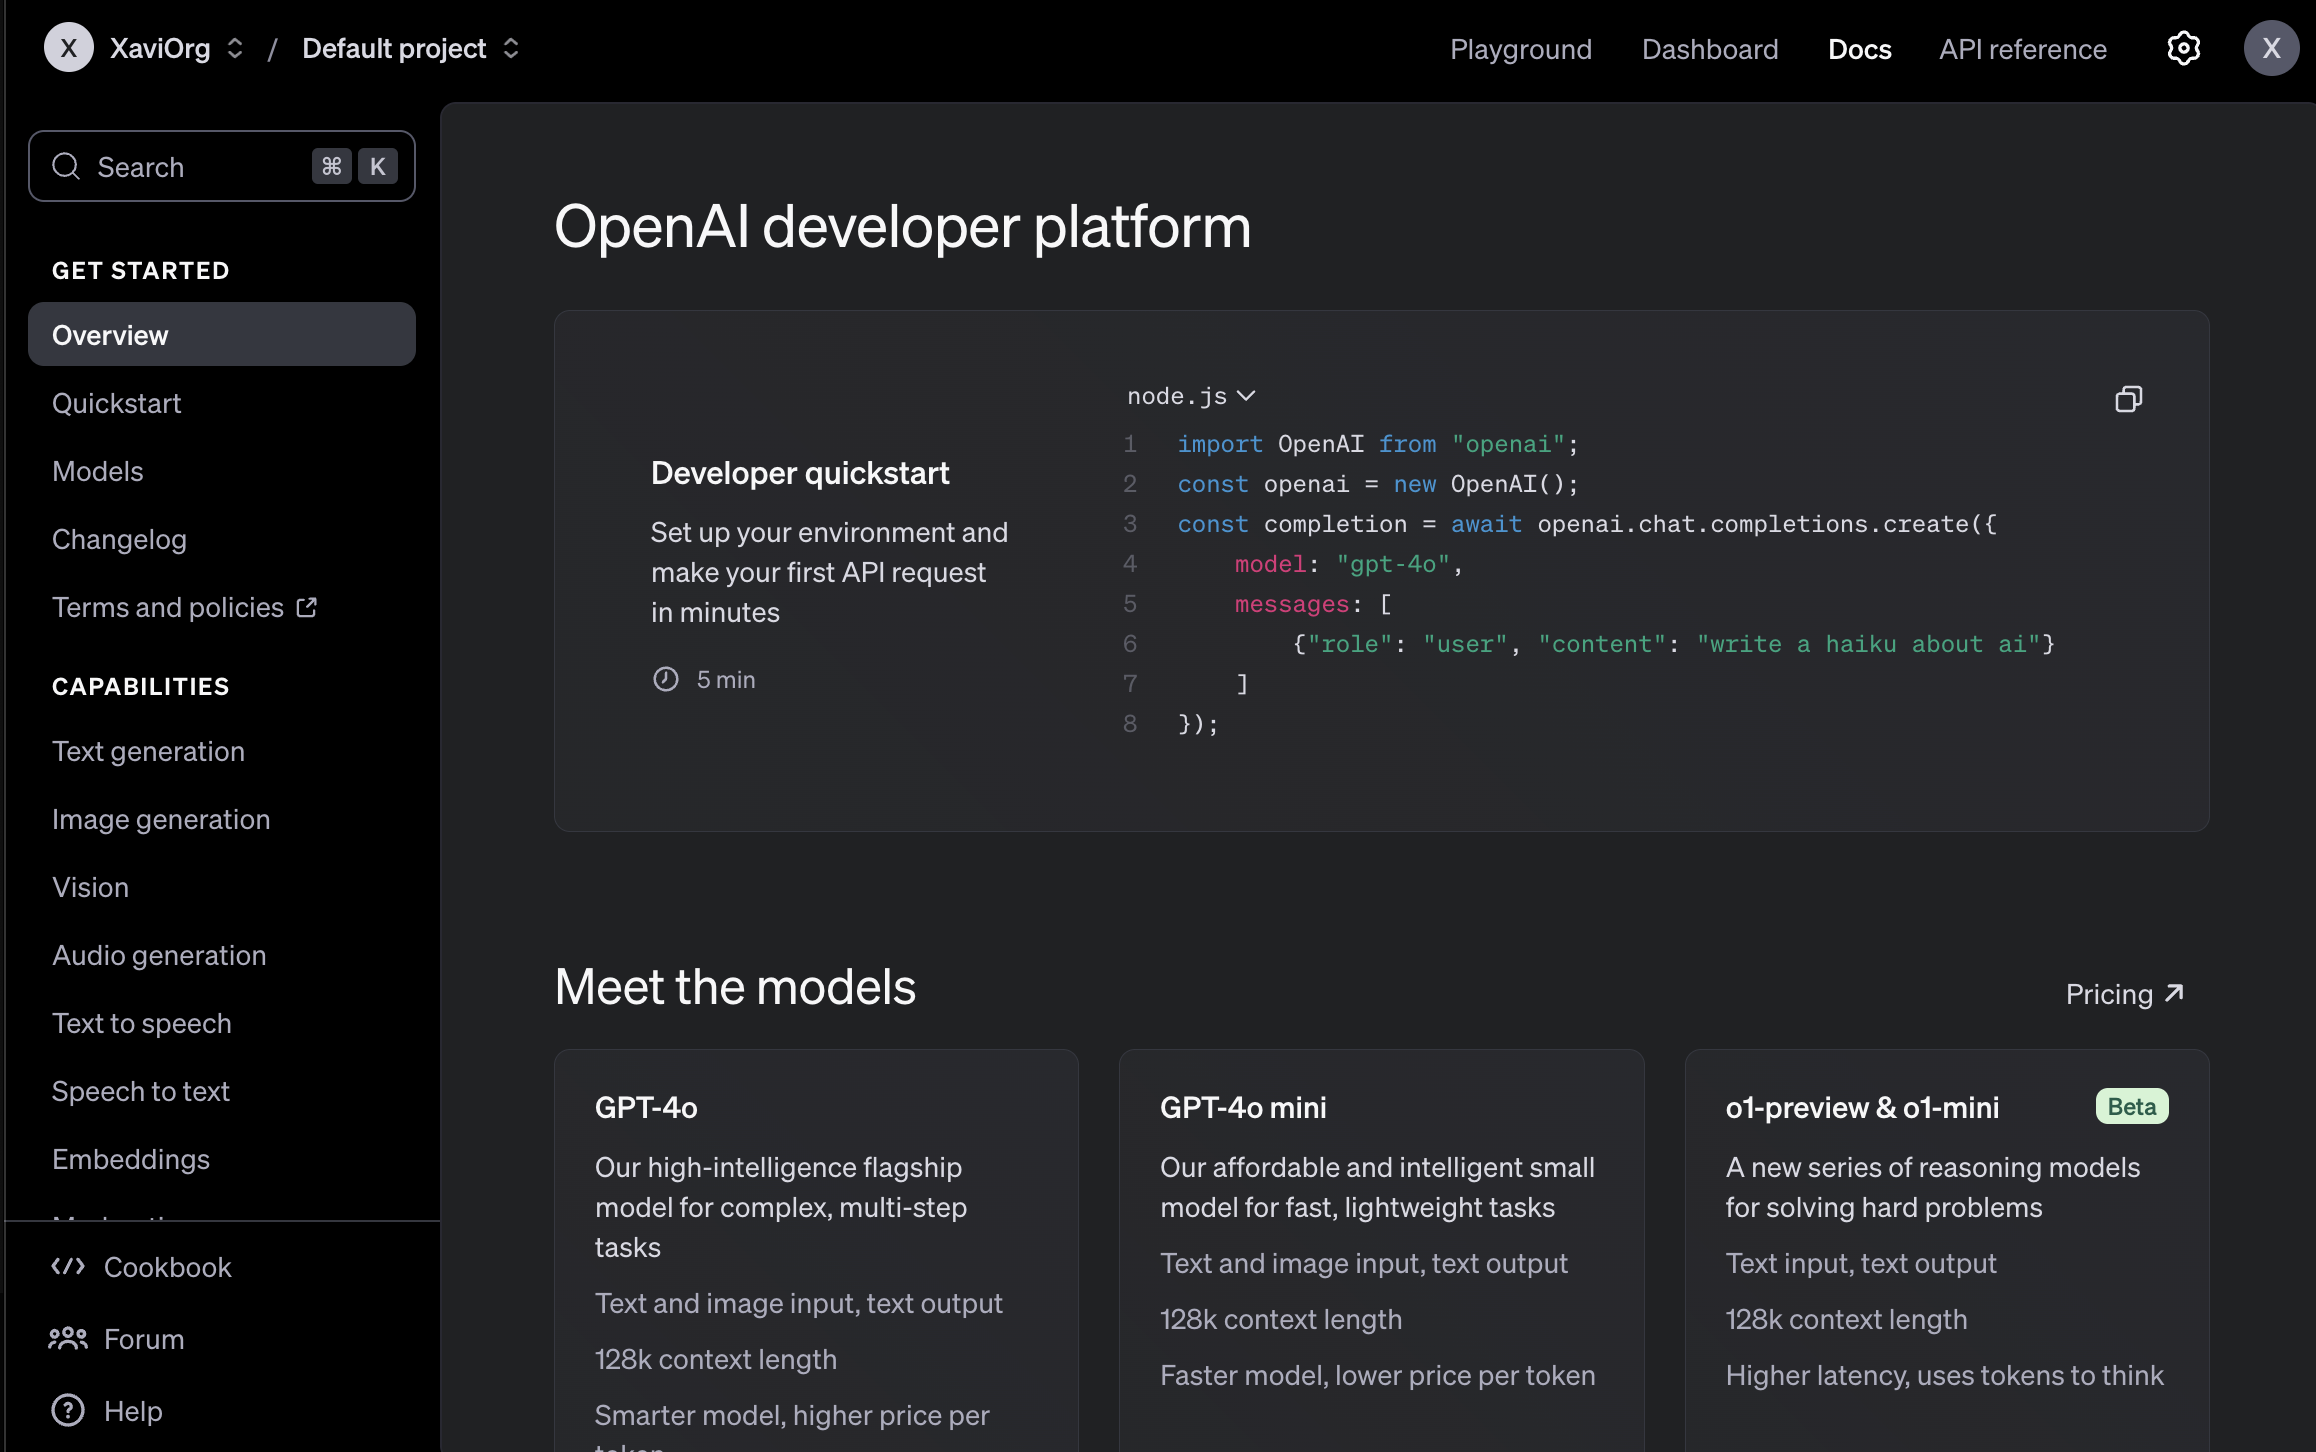 X XaviOrg / Default project
Playground Dashboard Docs API reference X
Search ⌘ K
GET STARTED
Overview
Quickstart
Models
Changelog
Terms and policies
CAPABILITIES
Text generation
Image generation
Vision
Audio generation
Text to speech
Speech to text
Embeddings
Cookbook
Forum
Help
OpenAI developer platform
Developer quickstart
Set up your environment and
make your first API request
in minutes
5 min
node.js
1 import OpenAI from "openai";
2 const openai = new OpenAI();
3 const completion = await openai.chat.completions.create({
4     model: "gpt-4o",
5     messages: [
6         {"role": "user", "content": "write a haiku about ai"}
7     ]
8 });
Meet the models
Pricing
GPT-4o
Our high-intelligence flagship
model for complex, multi-step
tasks
Text and image input, text output
128k context length
Smarter model, higher price per
GPT-4o mini
Our affordable and intelligent small
model for fast, lightweight tasks
Text and image input, text output
128k context length
Faster model, lower price per token
o1-preview & o1-mini
Beta
A new series of reasoning models
for solving hard problems
Text input, text output
128k context length
Higher latency, uses tokens to think